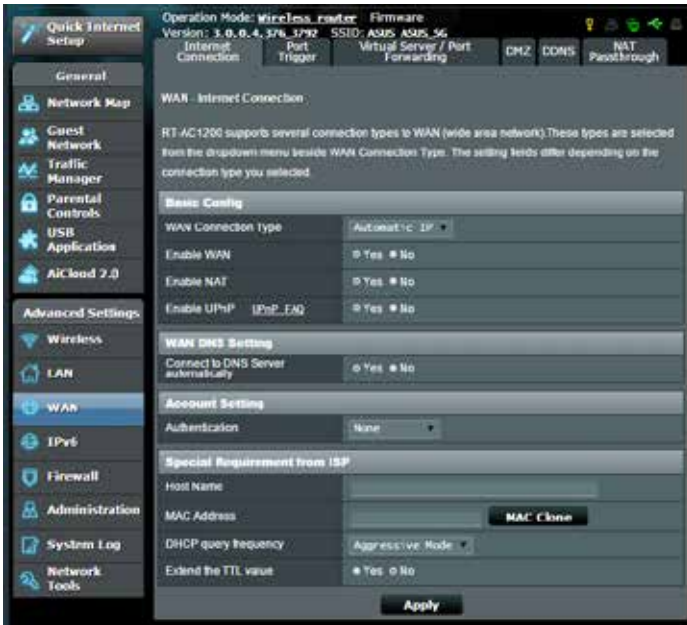 Quick Internet
Setup
Operation Mode: Wireless router Firmware
Version: 3.0.0.4.376_3792 SSID: ASUS ASUS_5G
Internet
Connection
Port
Trigger
Virtual Server / Port
Forwarding
DMZ
DDNS
NAT
Passthrough
General
Network Map
Guest
Network
Traffic
Manager
Parental
Controls
USB
Application
AiCloud 2.0
Advanced Settings
Wireless
LAN
WAN
IPv6
Firewall
Administration
System Log
Network
Tools
WAN - Internet Connection
RT-AC1200 supports several connection types to WAN (wide area network).These types are selected
from the dropdown menu beside WAN Connection Type. The setting fields differ depending on the
connection type you selected.
Basic Config
WAN Connection Type Automatic IP
Enable WAN Yes No
Enable NAT Yes No
Enable UPnP UPnP FAQ Yes No
WAN DNS Setting
Connect to DNS Server
automatically Yes No
Account Setting
Authentication None
Special Requirement from ISP
Host Name
MAC Address MAC Clone
DHCP query frequency Aggressive Mode
Extend the TTL value Yes No
Apply